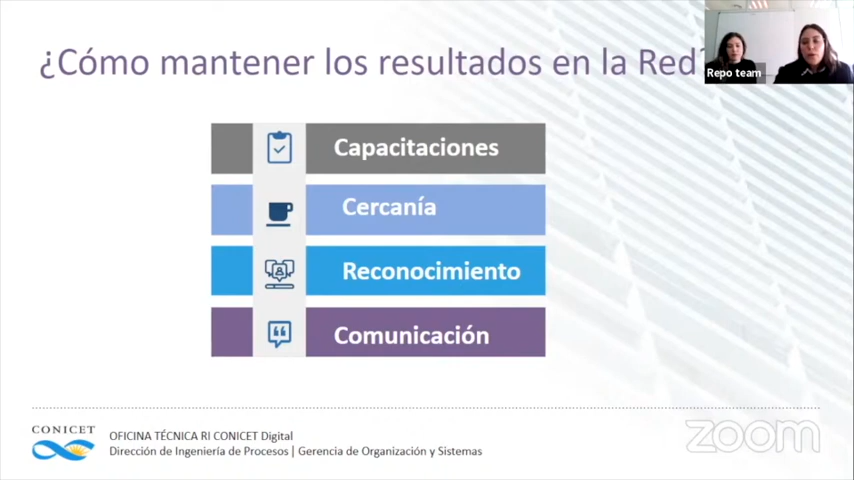 ¿Cómo mantener los resultados en la Red
Repo team
Capacitaciones
Cercanía
Reconocimiento
Comunicación
CONICET
OFICINA TÉCNICA RI CONICET Digital
Dirección de Ingeniería de Procesos | Gerencia de Organización y Sistemas
zoom